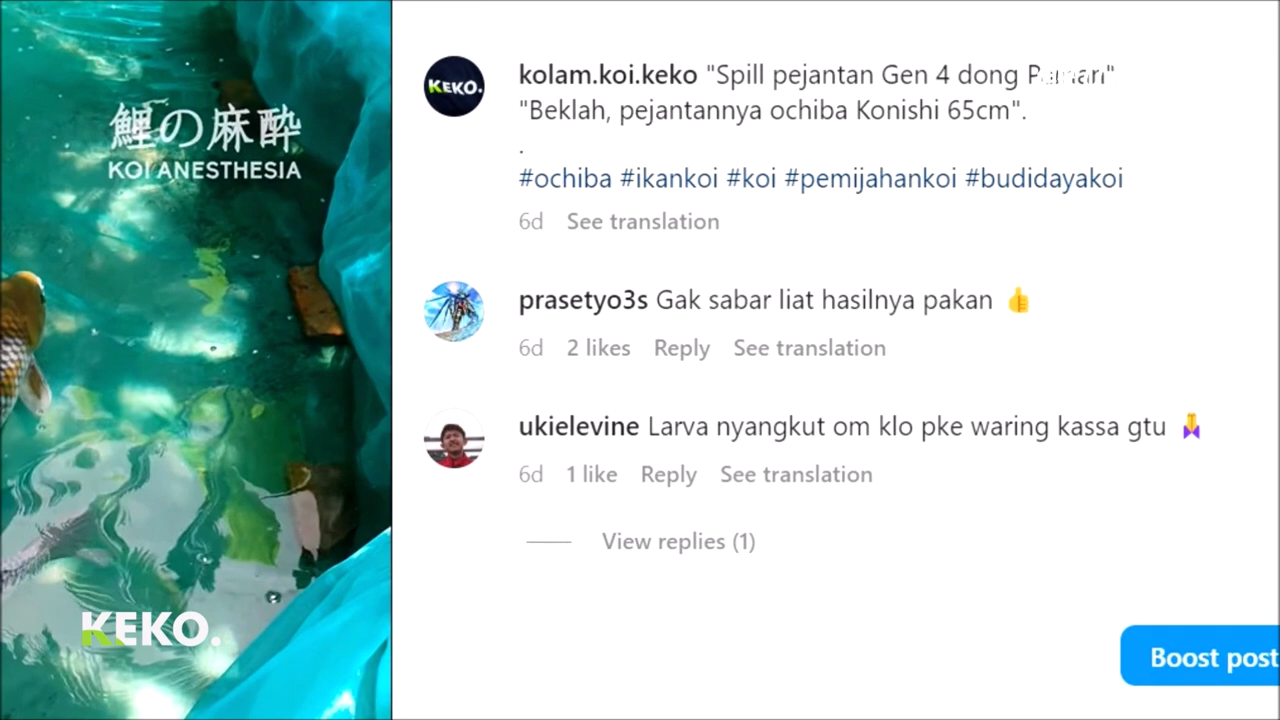 鯉の麻酔
KOI ANESTHESIA
KEKO.
KEKO.
kolam.koi.keko "Spill pejantan Gen 4 dong
"Beklah, pejantannya ochiba Konishi 65cm".
.
#ochiba #ikankoi #koi #pemijahankoi #budidayakoi
6d See translation
prasetyo3s Gak sabar liat hasilnya pakan 👍
6d 2 likes Reply See translation
ukielevine Larva nyangkut om klo pke waring kassa gtu 🙏
6d 1 like Reply See translation
View replies (1)
Boost post